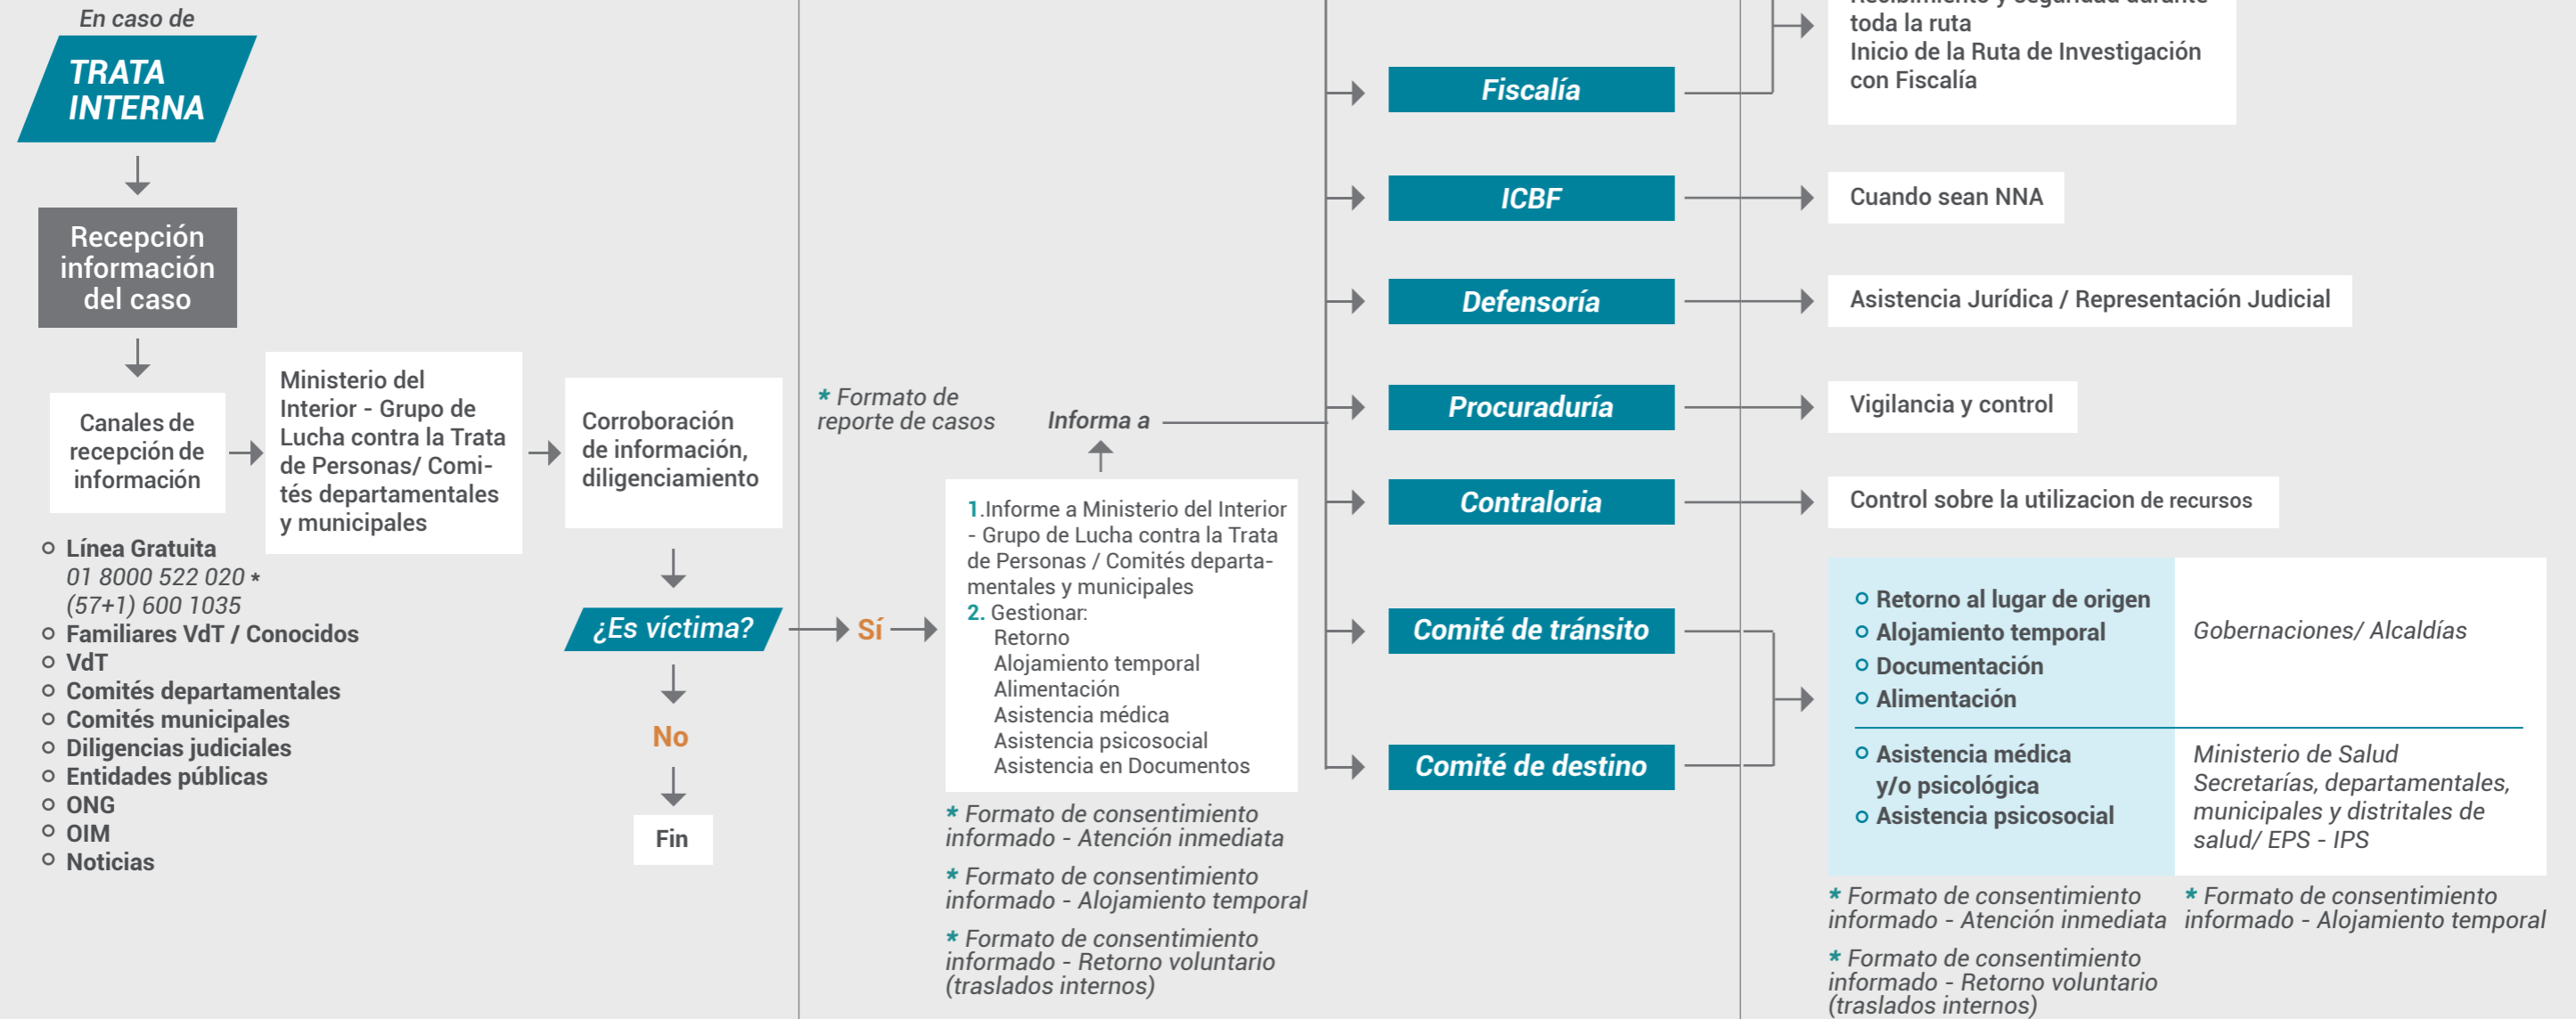 En caso de
TRATA
INTERNA
Recepción
información
del caso
Canales de
recepción de
información
Línea Gratuita
01 8000 522 020 *
(57+1) 600 1035
Familiares VdT / Conocidos
VdT
Comités departamentales
Comités municipales
Diligencias judiciales
Entidades públicas
ONG
OIM
Noticias
Ministerio del
Interior - Grupo de
Lucha contra la Trata
de Personas/ Comi-
tés departamentales
y municipales
Corroboración
de información,
diligenciamiento
¿Es víctima?
No
Fin
Sí
* Formato de
reporte de casos
Informa a
1.Informe a Ministerio del Interior
- Grupo de Lucha contra la Trata
de Personas / Comités departa-
mentales y municipales
2. Gestionar:
Retorno
Alojamiento temporal
Alimentación
Asistencia médica
Asistencia psicosocial
Asistencia en Documentos
* Formato de consentimiento
informado - Atención inmediata
* Formato de consentimiento
informado - Alojamiento temporal
* Formato de consentimiento
informado - Retorno voluntario
(traslados internos)
Fiscalía
ICBF
Defensoría
Procuraduría
Contraloria
Comité de tránsito
Comité de destino
Recibimiento y seguridad durante
toda la ruta
Inicio de la Ruta de Investigación
con Fiscalía
Cuando sean NNA
Asistencia Jurídica / Representación Judicial
Vigilancia y control
Control sobre la utilizacion de recursos
Retorno al lugar de origen
Alojamiento temporal
Documentación
Alimentación
Gobernaciones/ Alcaldías
Asistencia médica
y/o psicológica
Asistencia psicosocial
Ministerio de Salud
Secretarías, departamentales,
municipales y distritales de
salud/ EPS - IPS
* Formato de consentimiento
informado - Atención inmediata
* Formato de consentimiento
informado - Alojamiento temporal
* Formato de consentimiento
informado - Retorno voluntario
(traslados internos)